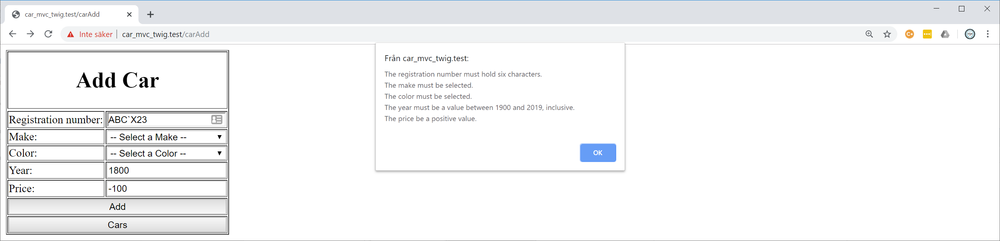 car_mvc_twig.test/carAdd
Inte säker | car_mvc_twig.test/carAdd
Från car_mvc_twig.test:
The registration number must hold six characters.
The make must be selected.
The color must be selected.
The year must be a value between 1900 and 2019, inclusive.
The price be a positive value.
OK
Add Car
Registration number: ABC`X23
Make: -- Select a Make --
Color: -- Select a Color --
Year: 1800
Price: -100
Add
Cars